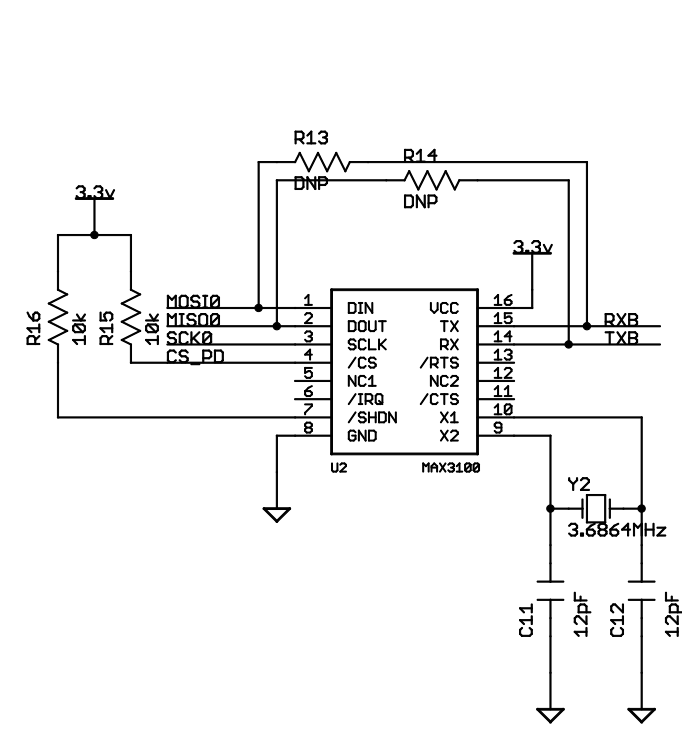 R13
R14
DNP
DNP
3.3v
3.3v
MOSI0
MISO0
SCK0
CS_PD
R16
10k
R15
10k
1 DIN VCC 16
2 DOUT TX 15
3 SCLK RX 14
4 /CS /RTS 13
5 NC1 NC2 12
6 /IRQ /CTS 11
7 /SHDN X1 10
8 GND X2 9
RXB
TXB
U2 MAX3100
Y2
3.6864MHz
C11
12pF
C12
12pF